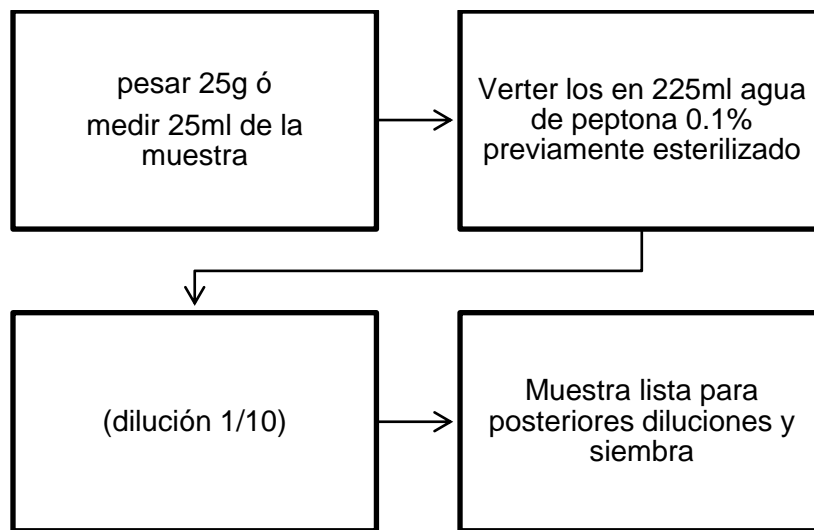 pesar 25g ó
medir 25ml de la
muestra
Verter los en 225ml agua
de peptona 0.1%
previamente esterilizado
(dilución 1/10)
Muestra lista para
posteriores diluciones y
siembra